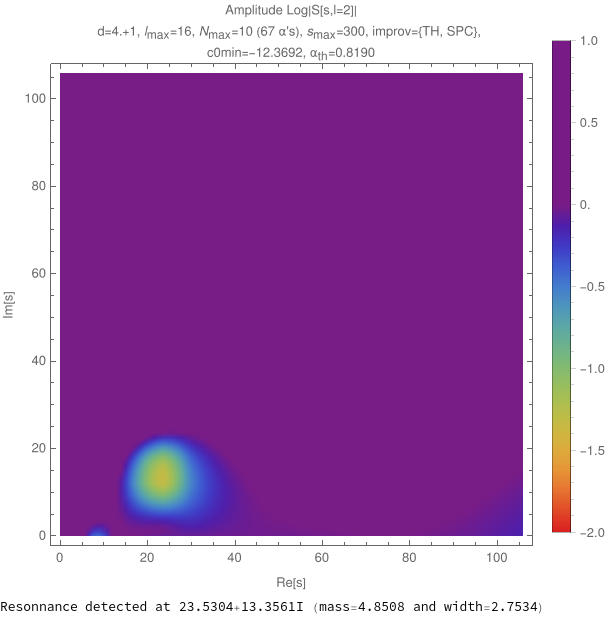 Amplitude Log|S[s,l=2]|
d=4.+1, lmax=16, Nmax=10 (67 α's), smax=300, improv={TH, SPC},
c0min=-12.3692, αth=0.8190
1.0
0.5
0.
-0.5
-1.0
-1.5
-2.0
100
80
60
40
20
0
Im[s]
0 20 40 60 80 100
Re[s]
Resonnance detected at 23.5304+13.3561I (mass=4.8508 and width=2.7534)